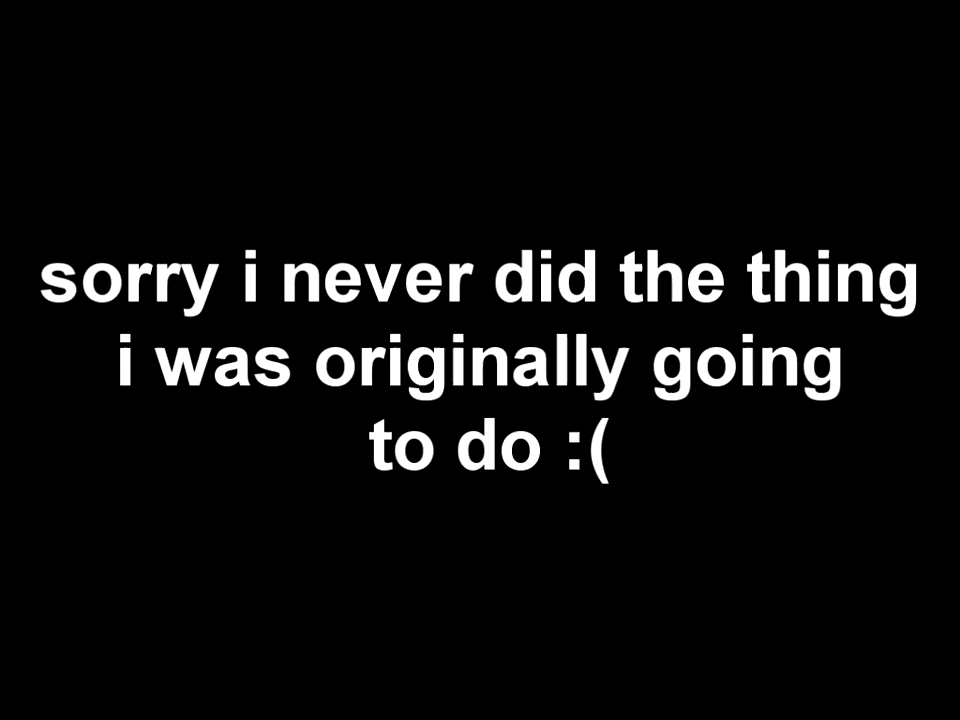 sorry i never did the thing
i was originally going
to do :(